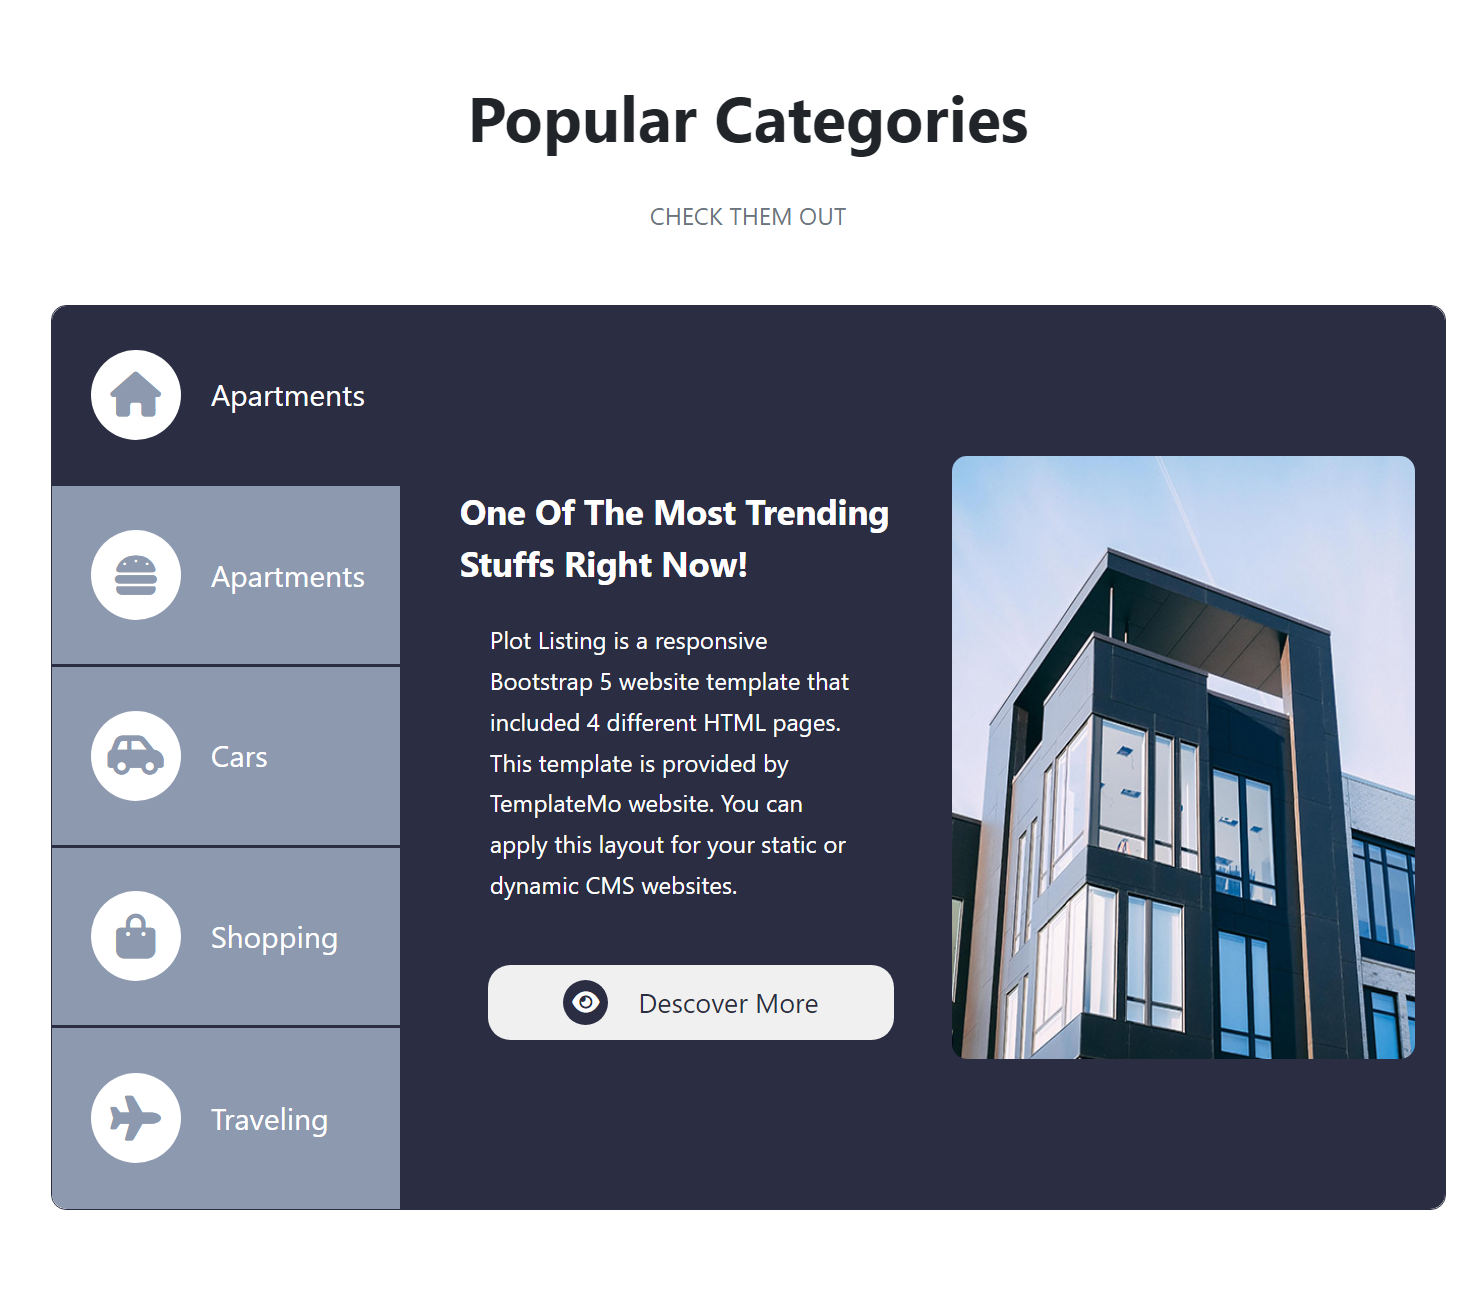 Popular Categories
CHECK THEM OUT
Apartments
Apartments
Cars
Shopping
Traveling
One Of The Most Trending
Stuffs Right Now!
Plot Listing is a responsive
Bootstrap 5 website template that
included 4 different HTML pages.
This template is provided by
TemplateMo website. You can
apply this layout for your static or
dynamic CMS websites.
Descover More